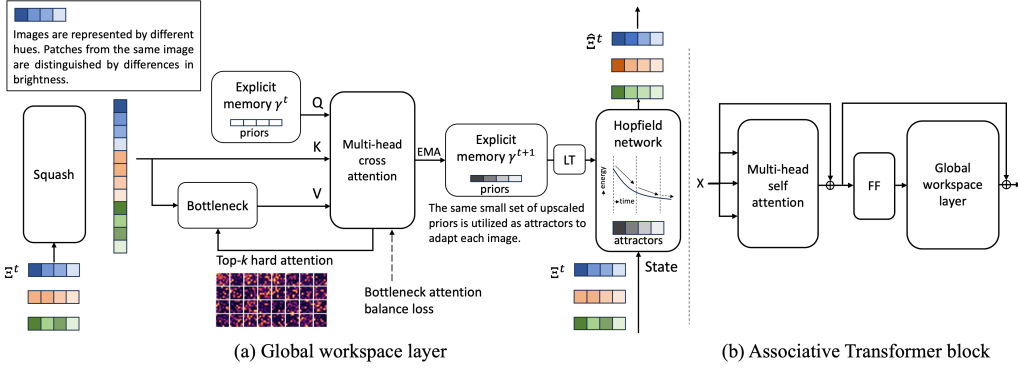 Images are represented by different
hues. Patches from the same image
are distinguished by differences in
brightness.
Squash
Ξ^t
Explicit
memory γ^t
priors
Q
K
V
Bottleneck
Multi-head
cross
attention
Top-k hard attention
Bottleneck attention
balance loss
EMA
Explicit
memory γ^{t+1}
priors
The same small set of upscaled
priors is utilized as attractors to
adapt each image.
LT
Ξ̂^t
Hopfield
network
energy
time
attractors
Ξ^t
State
(a) Global workspace layer
X
Multi-head
self
attention
FF
Global
workspace
layer
(b) Associative Transformer block